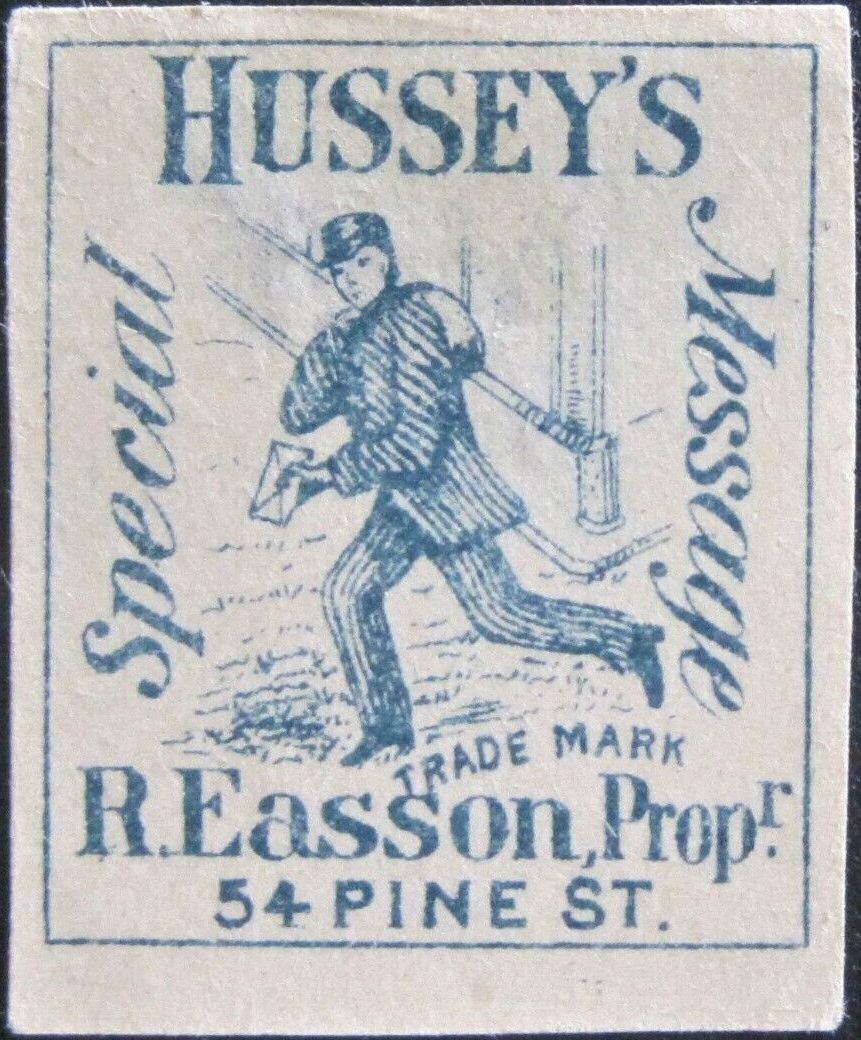 HUSSEY'S
Special
Message
TRADE MARK
R. Easson, Propr.
54 PINE ST.